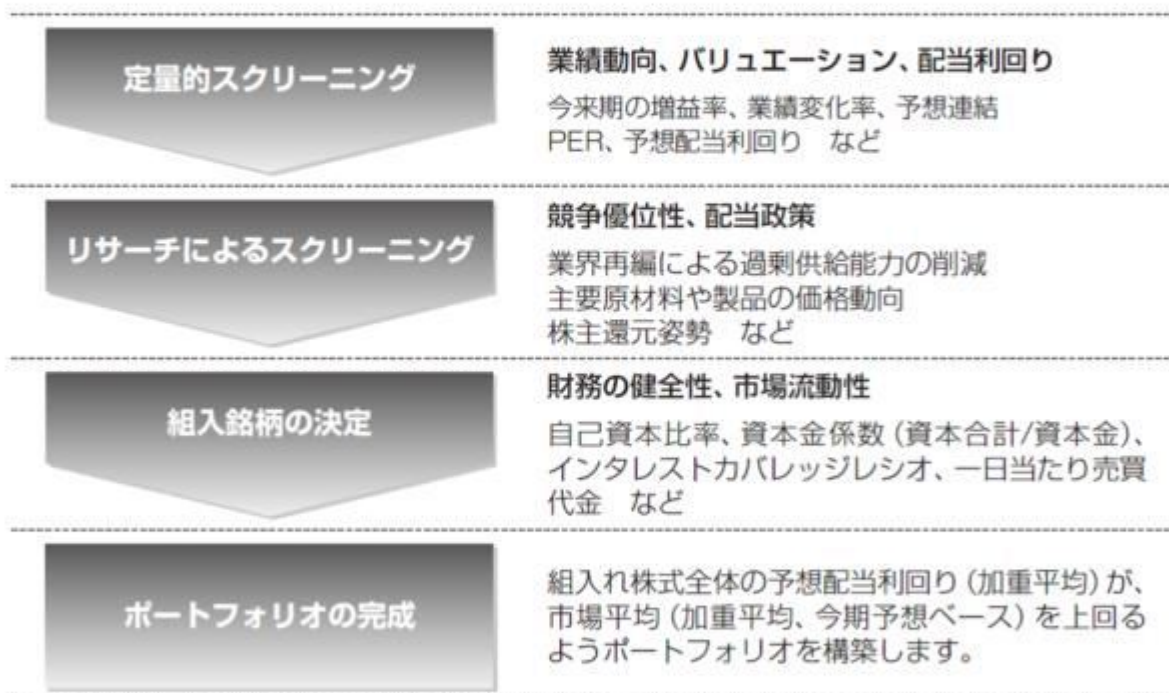 定量的スクリーニング
業績動向、バリュエーション、配当利回り
今来期の増益率、業績変化率、予想連結
PER、予想配当利回り　など
リサーチによるスクリーニング
競争優位性、配当政策
業界再編による過剰供給能力の削減
主要原材料や製品の価格動向
株主還元姿勢　など
組入銘柄の決定
財務の健全性、市場流動性
自己資本比率、資本金係数（資本合計/資本金）、
インタレストカバレッジレシオ、一日当たり売買
代金　など
ポートフォリオの完成
組入れ株式全体の予想配当利回り（加重平均）が、
市場平均（加重平均、今期予想ベース）を上回る
ようポートフォリオを構築します。